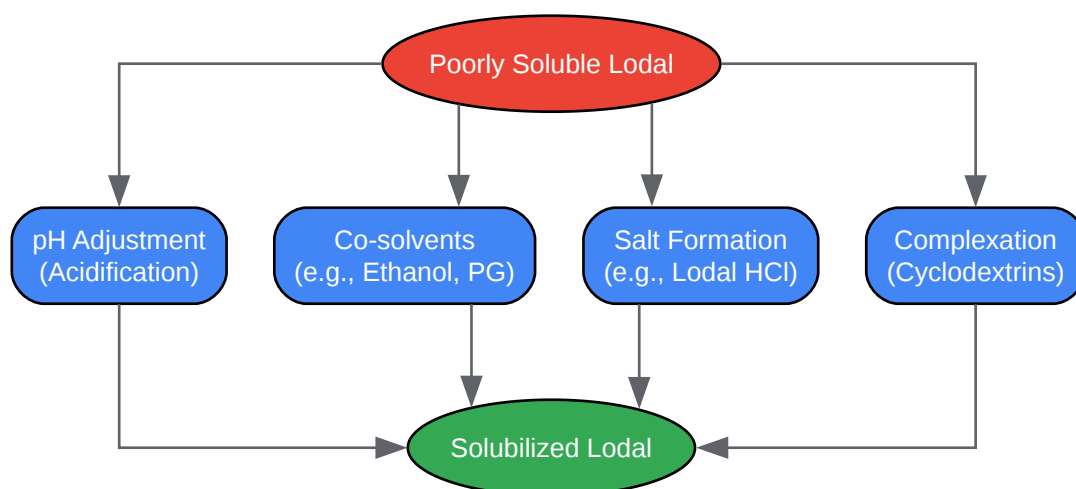 Poorly Soluble Lodal
pH Adjustment
(Acidification)
Co-solvents
(e.g., Ethanol, PG)
Salt Formation
(e.g., Lodal HCl)
Complexation
(Cyclodextrins)
Solubilized Lodal